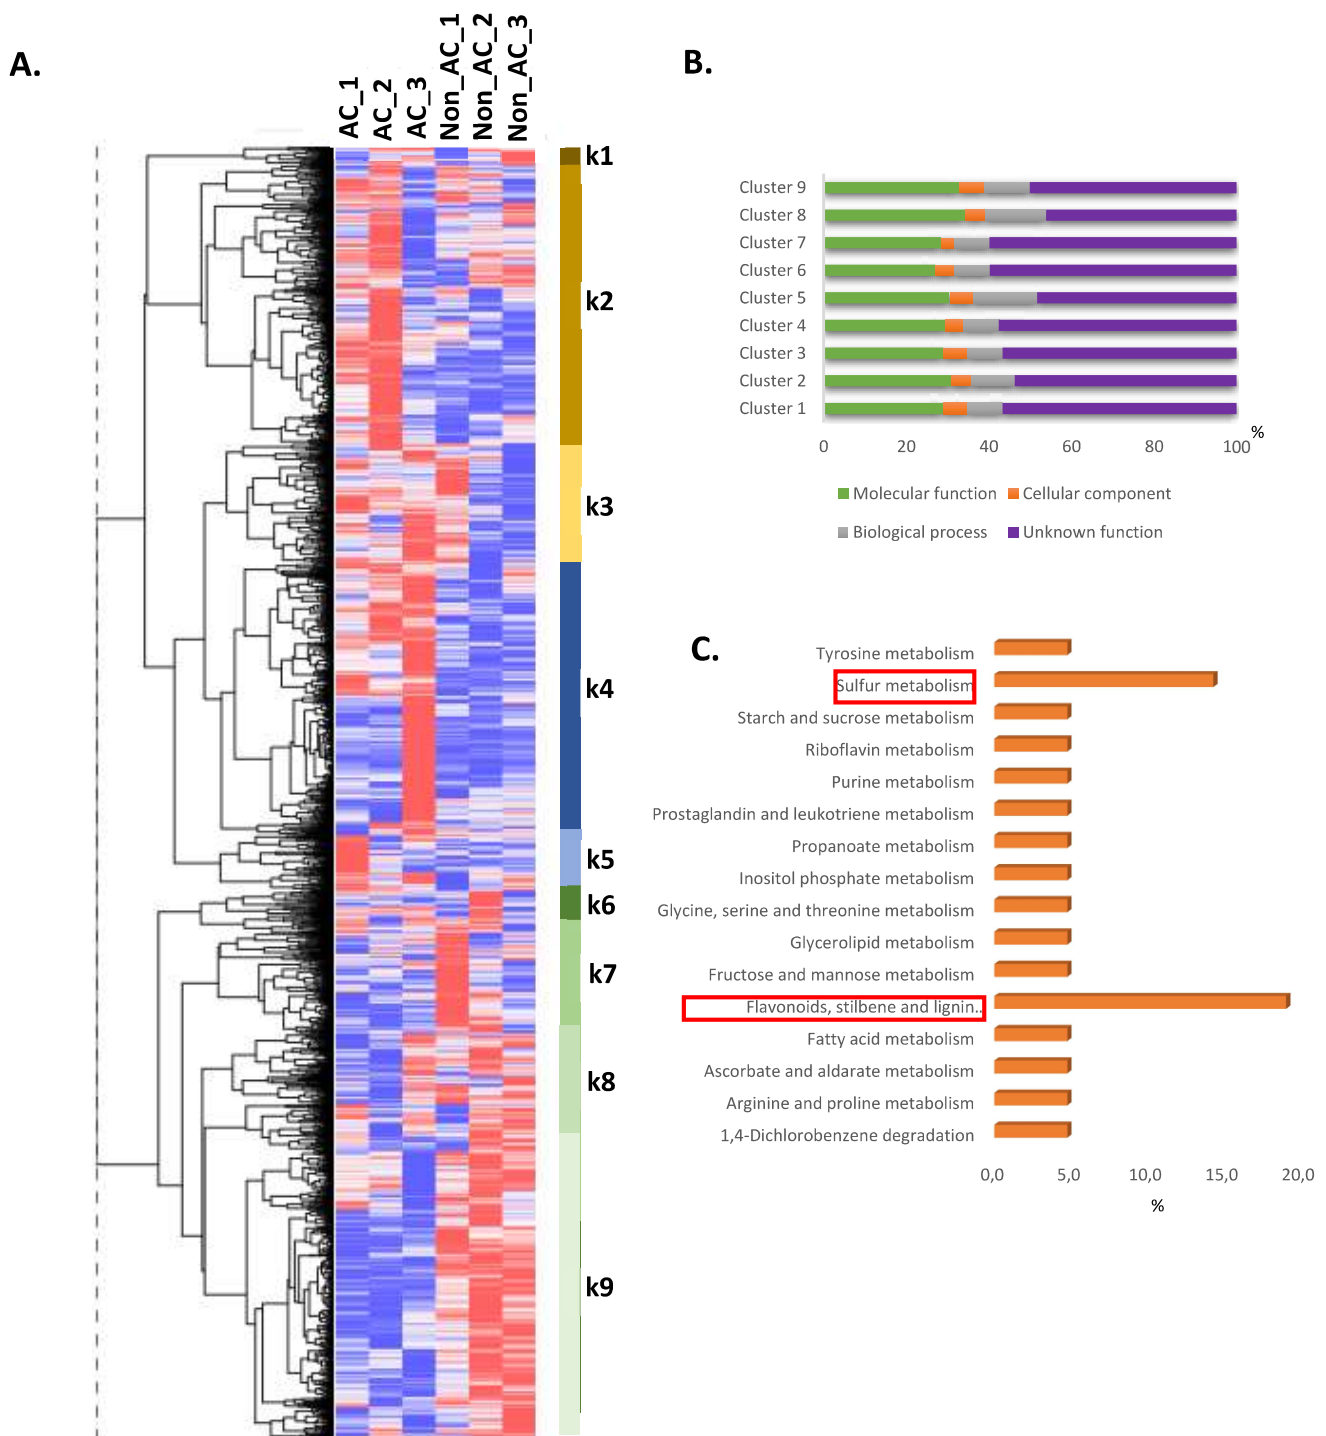 A.
AC_1
AC_2
AC_3
Non_AC_1
Non_AC_2
Non_AC_3
k1
k2
k3
k4
k5
k6
k7
k8
k9
B.
Cluster 9
Cluster 8
Cluster 7
Cluster 6
Cluster 5
Cluster 4
Cluster 3
Cluster 2
Cluster 1
0 20 40 60 80 100 %
Molecular function Cellular component
Biological process Unknown function
C.
Tyrosine metabolism
Sulfur metabolism
Starch and sucrose metabolism
Riboflavin metabolism
Purine metabolism
Prostaglandin and leukotriene metabolism
Propanoate metabolism
Inositol phosphate metabolism
Glycine, serine and threonine metabolism
Glycerolipid metabolism
Fructose and mannose metabolism
Flavonoids, stilbene and lignin..
Fatty acid metabolism
Ascorbate and aldarate metabolism
Arginine and proline metabolism
1,4-Dichlorobenzene degradation
0,0 5,0 10,0 15,0 20,0
%